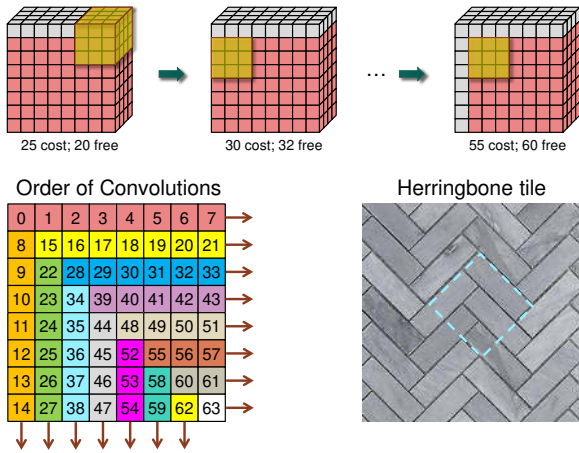 25 cost; 20 free
30 cost; 32 free
...
55 cost; 60 free
Order of Convolutions
Herringbone tile
0 1 2 3 4 5 6 7
8 15 16 17 18 19 20 21
9 22 28 29 30 31 32 33
10 23 34 39 40 41 42 43
11 24 35 44 48 49 50 51
12 25 36 45 52 55 56 57
13 26 37 46 53 58 60 61
14 27 38 47 54 59 62 63